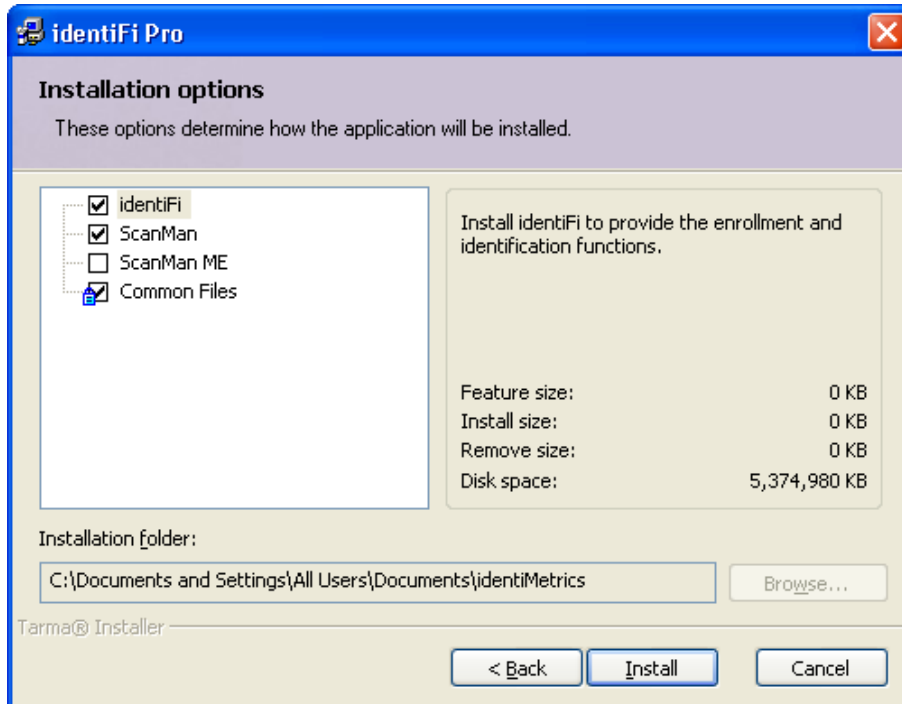 identiFi Pro
Installation options
These options determine how the application will be installed.
identiFi
ScanMan
ScanMan ME
Common Files
Install identiFi to provide the enrollment and
identification functions.
Feature size: 0 KB
Install size: 0 KB
Remove size: 0 KB
Disk space: 5,374,980 KB
Installation folder:
C:\Documents and Settings\All Users\Documents\identiMetrics
Browse...
Tarma® Installer
< Back Install Cancel